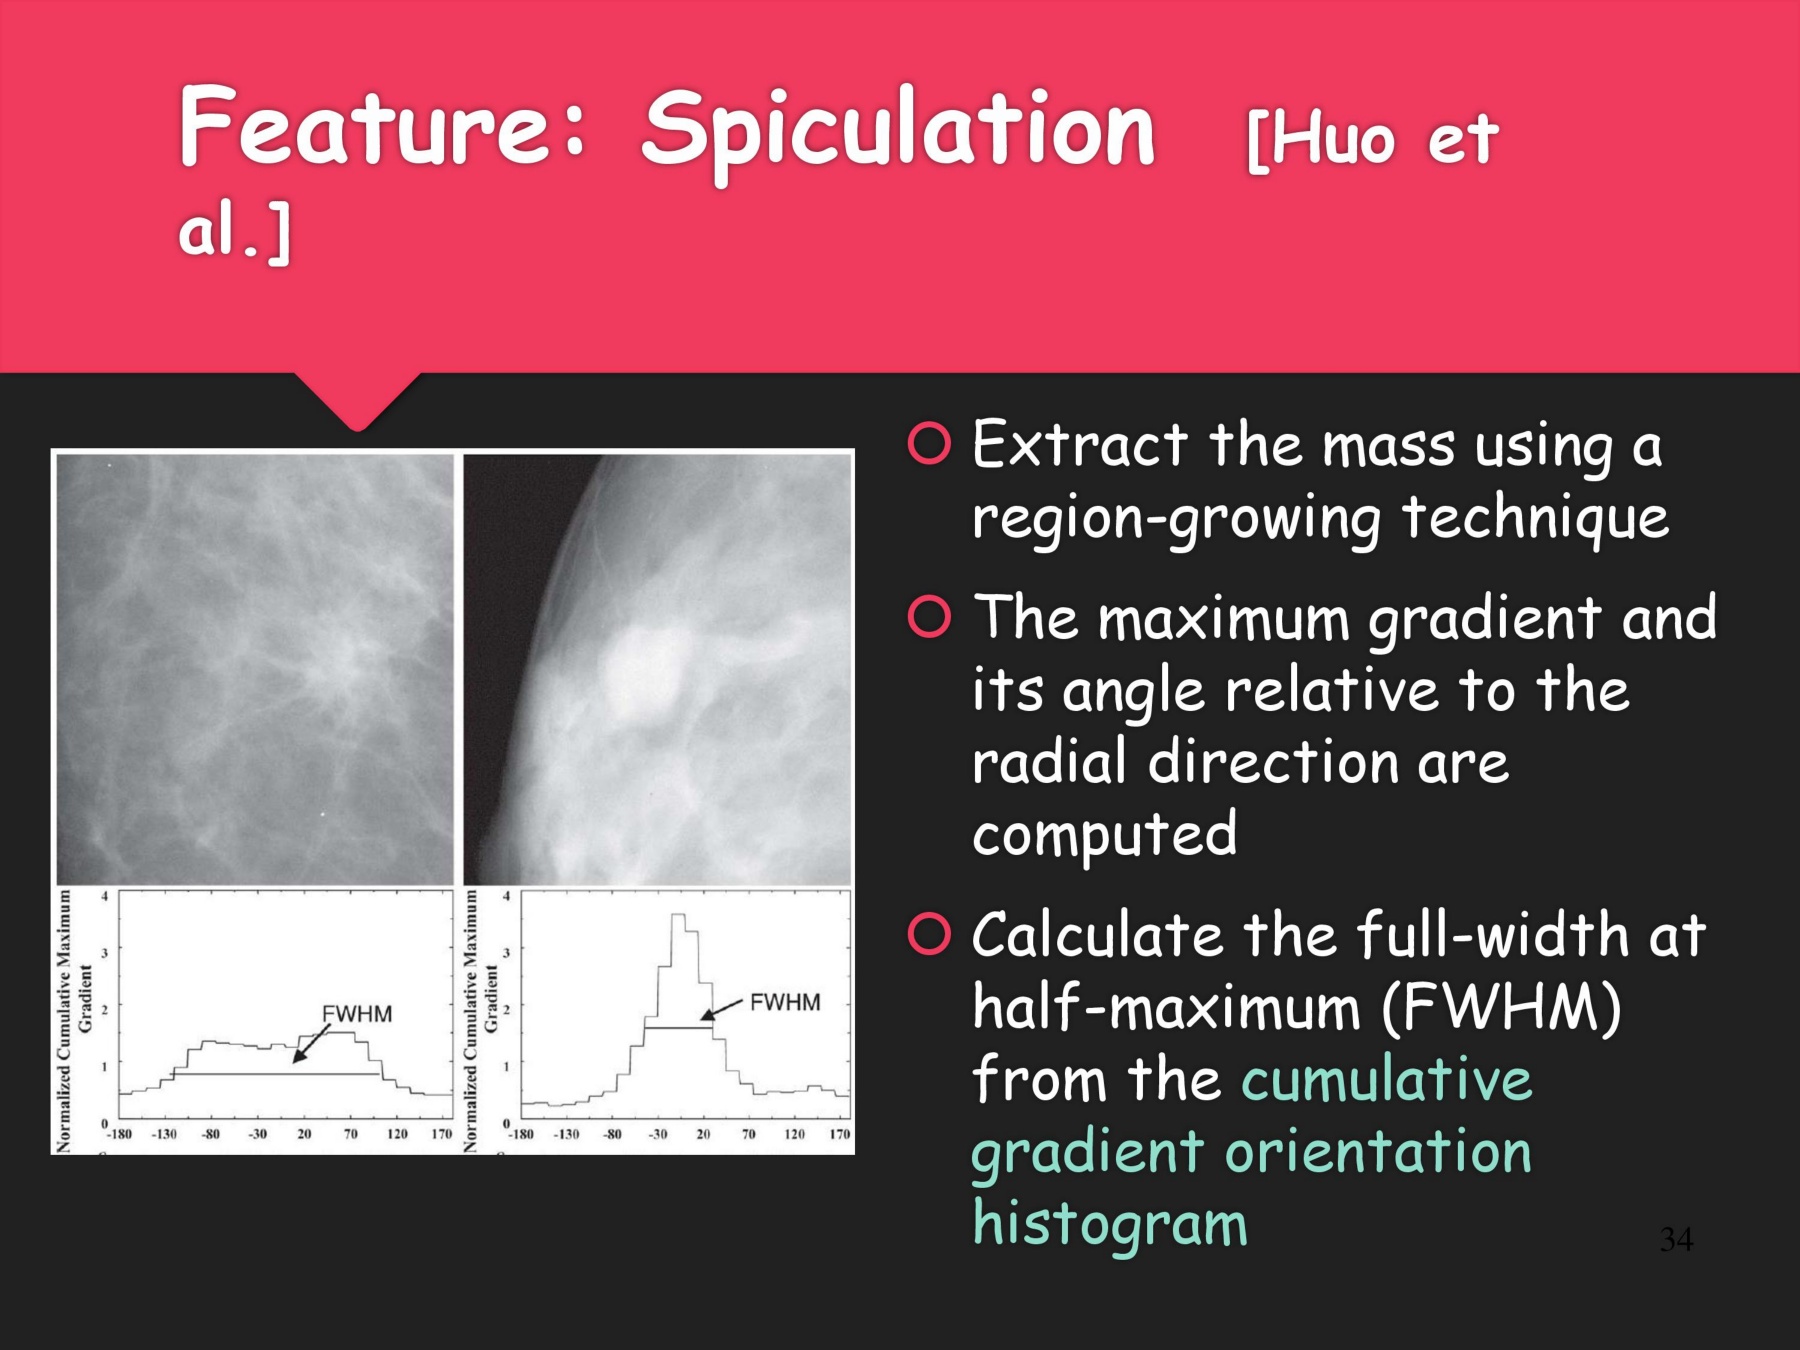 Feature: Spiculation [Huo et
al.]
Extract the mass using a
region-growing technique
The maximum gradient and
its angle relative to the
radial direction are
computed
Calculate the full-width at
half-maximum (FWHM)
from the cumulative
gradient orientation
histogram
Normalized Cumulative Maximum
Gradient
4
3
2
1
0
FWHM
-180 -130 -80 -30 20 70 120 170
Normalized Cumulative Maximum
Gradient
4
3
2
1
0
FWHM
-180 -130 -80 -30 20 70 120 170
34